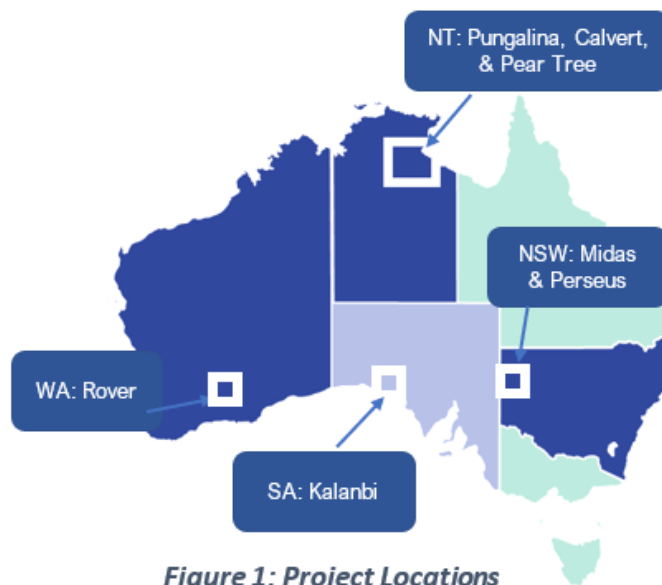 NT: Pungalina, Calvert,
& Pear Tree
NSW: Midas
& Perseus
WA: Rover
SA: Kalanbi
Figure 1: Project Locations